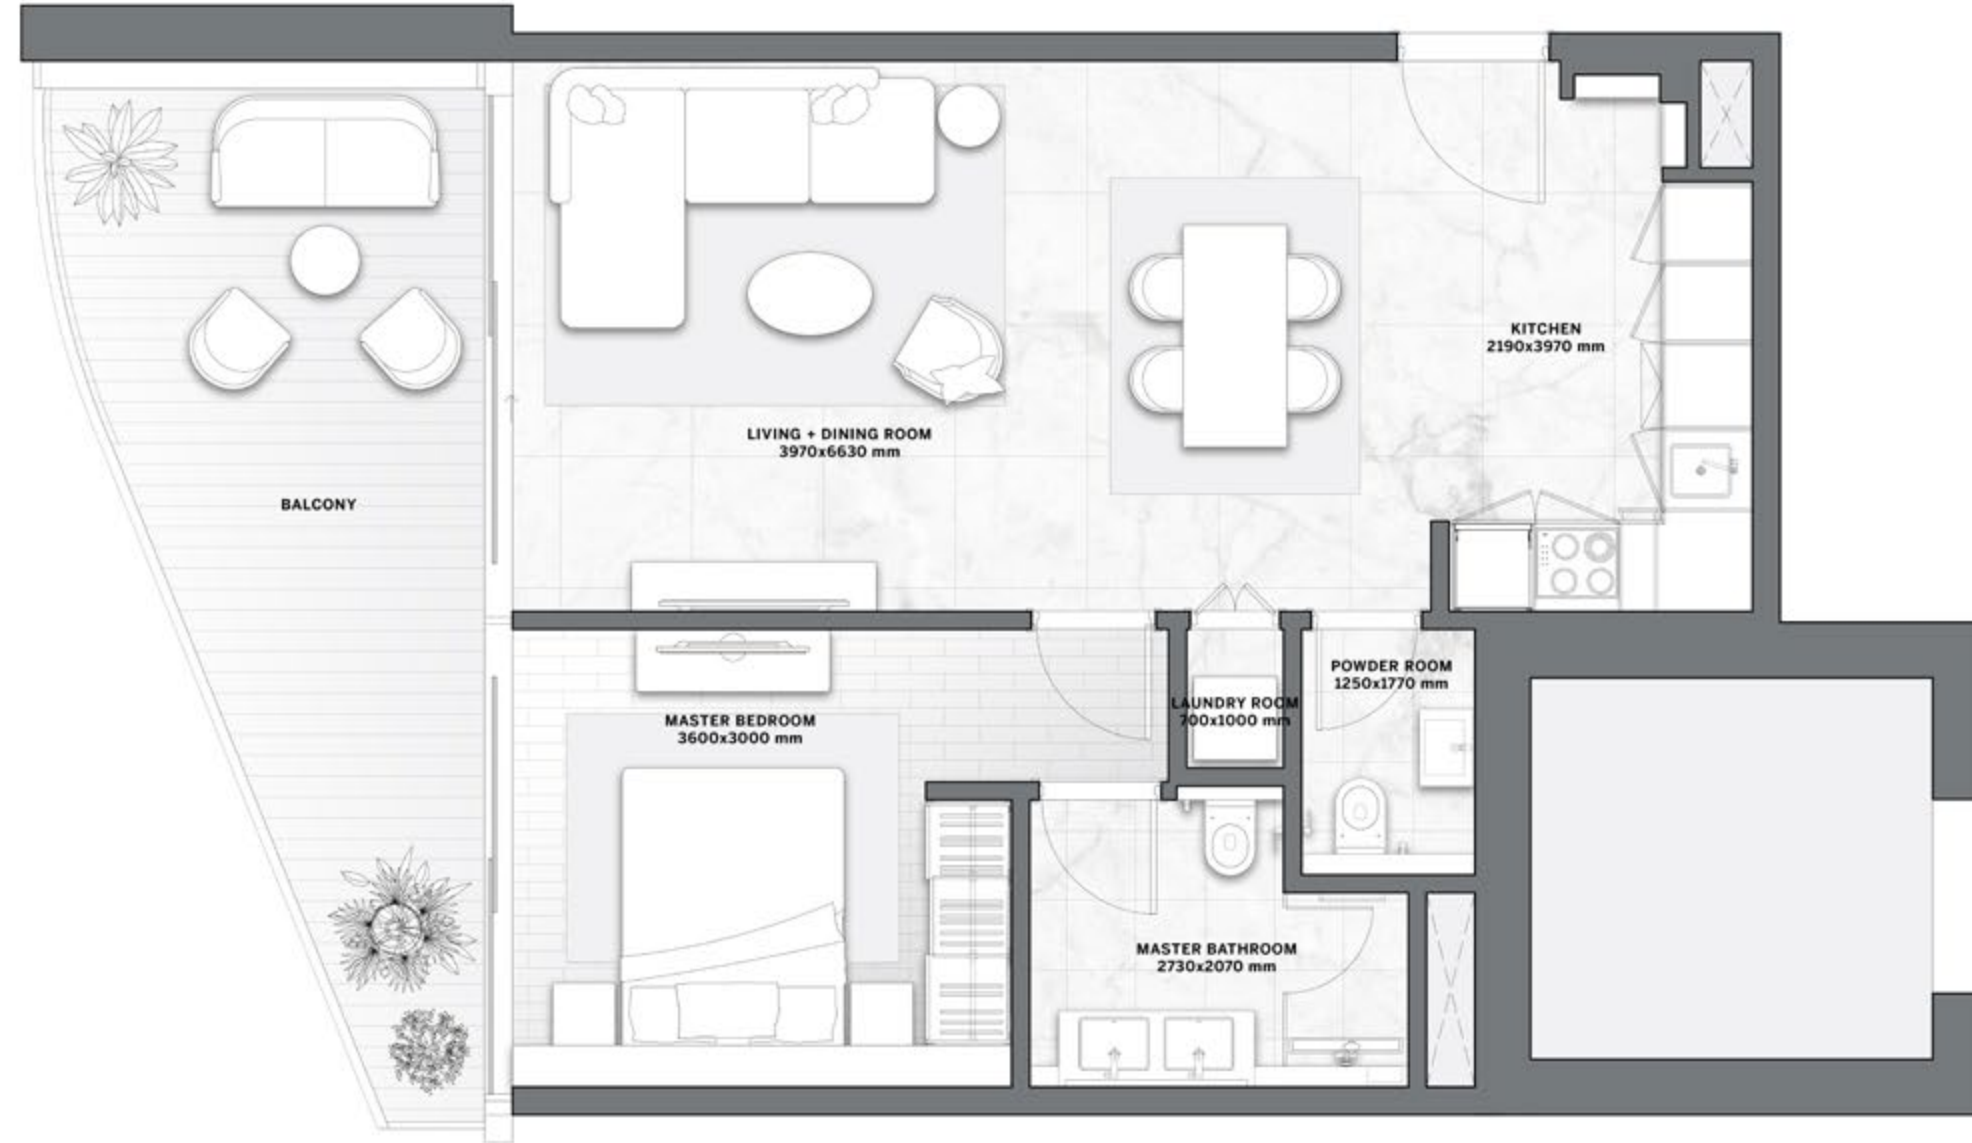 KITCHEN
2190x3970 mm
LIVING + DINING ROOM
3970x6630 mm
BALCONY
POWDER ROOM
1250x1770 mm
LAUNDRY ROOM
700x1000 mm
MASTER BEDROOM
3600x3000 mm
MASTER BATHROOM
2730x2070 mm